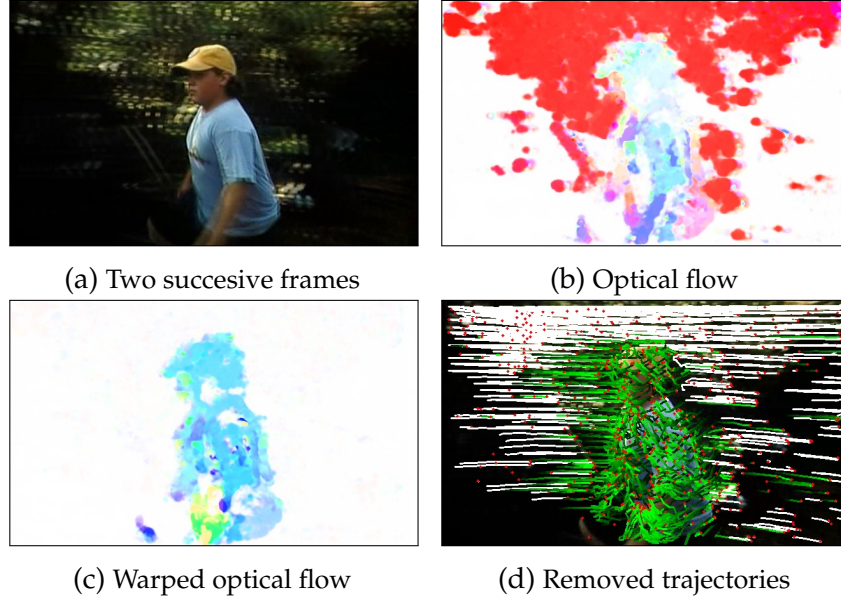 (a) Two succesive frames
(b) Optical flow
(c) Warped optical flow
(d) Removed trajectories